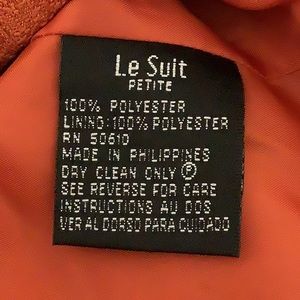 Le Suit
PETITE
100% POLYESTER
LINING:100% POLYESTER
RN 50610
MADE IN PHILIPPINES
DRY CLEAN ONLY Ⓟ
SEE REVERSE FOR CARE
INSTRUCTIONS AU DOS
VER AL DORSO PARA CUIDADO